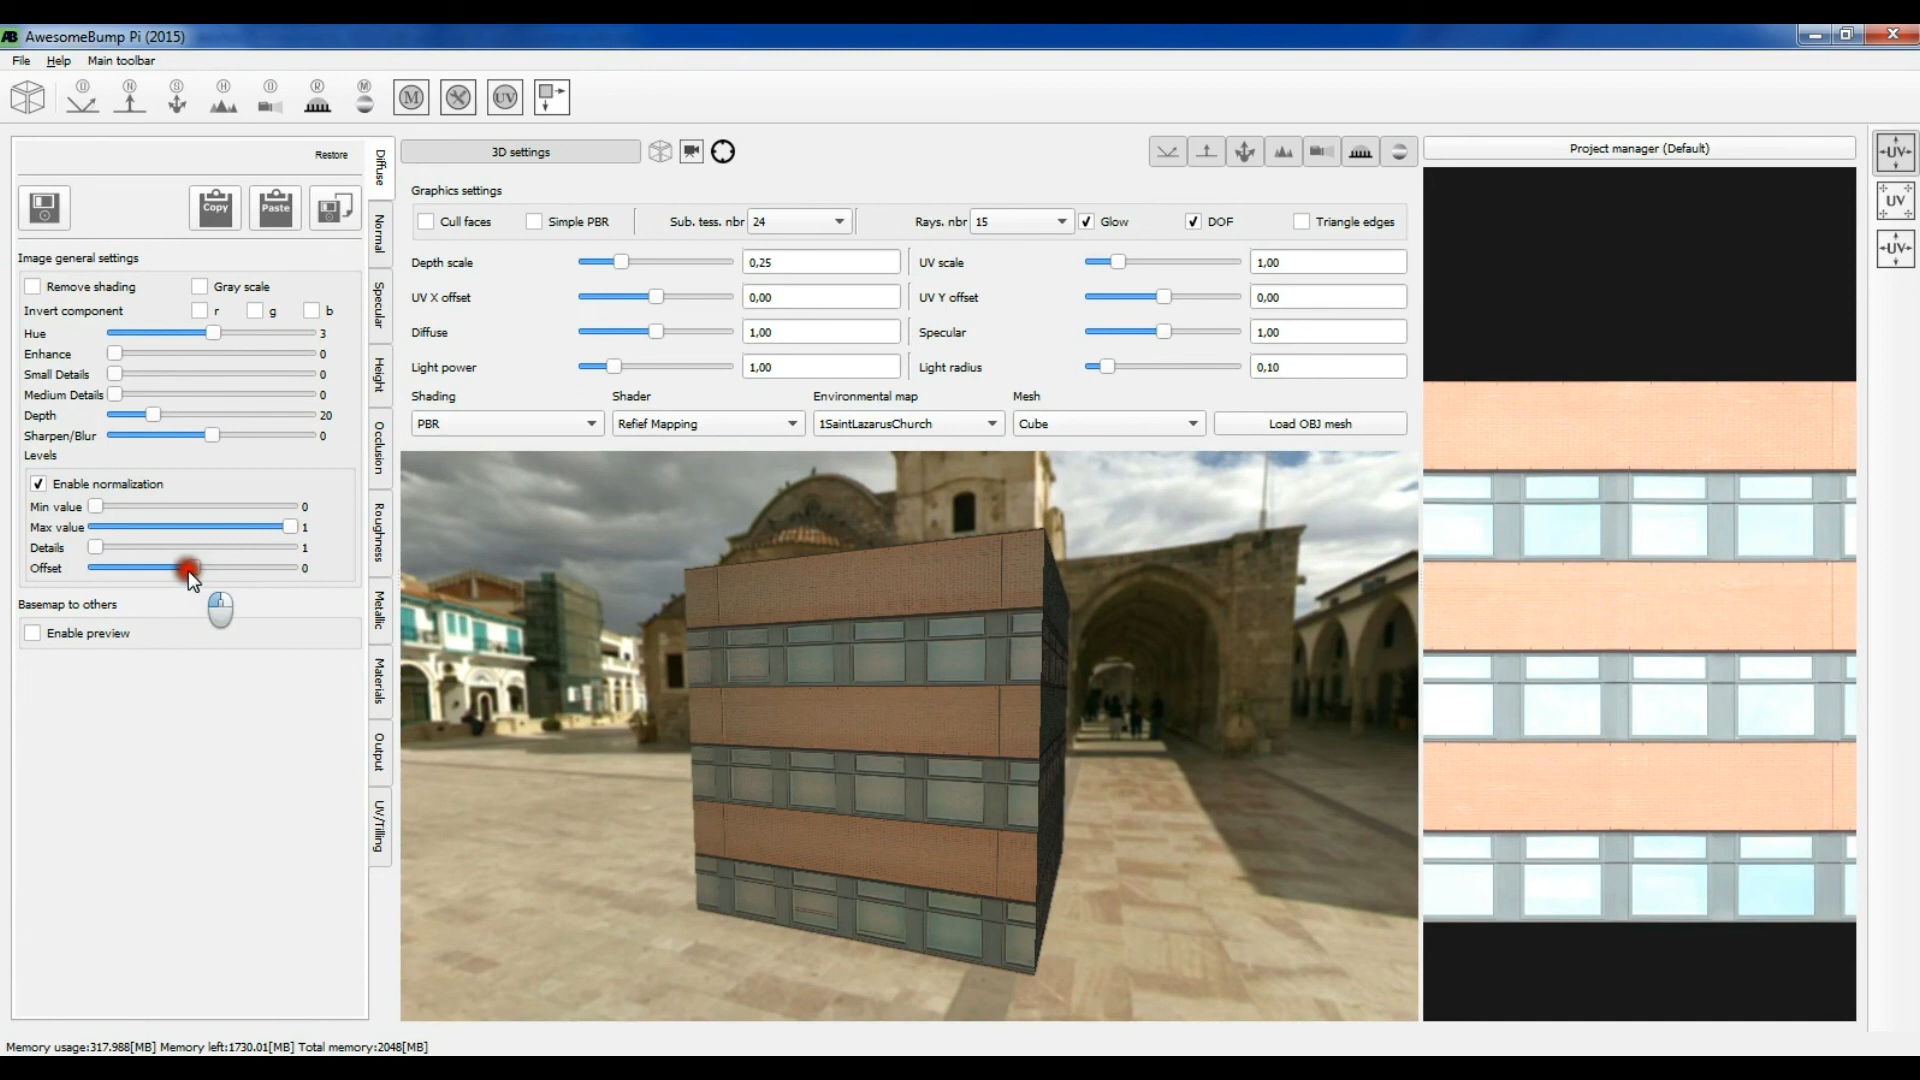 AB AwesomeBump Pi (2015)
File Help Main toolbar
D N S H O R M M UV
Restore
Copy Paste
Image general settings
Remove shading Gray scale
Invert component r g b
Hue 3
Enhance 0
Small Details 0
Medium Details 0
Depth 20
Sharpen/Blur 0
Levels
Enable normalization
Min value 0
Max value 1
Details 1
Offset 0
Basemap to others
Enable preview
Diffuse
Normal
Specular
Height
Occlusion
Roughness
Metallic
Materials
Output
UV/Tilling
3D settings
Graphics settings
Cull faces Simple PBR Sub. tess. nbr 24 Rays. nbr 15 Glow DOF Triangle edges
Depth scale 0,25 UV scale 1,00
UV X offset 0,00 UV Y offset 0,00
Diffuse 1,00 Specular 1,00
Light power 1,00 Light radius 0,10
Shading Shader Environmental map Mesh
PBR Refief Mapping 1SaintLazarusChurch Cube Load OBJ mesh
Project manager (Default)
UV
UV
UV
Memory usage:317.988[MB] Memory left:1730.01[MB] Total memory:2048[MB]